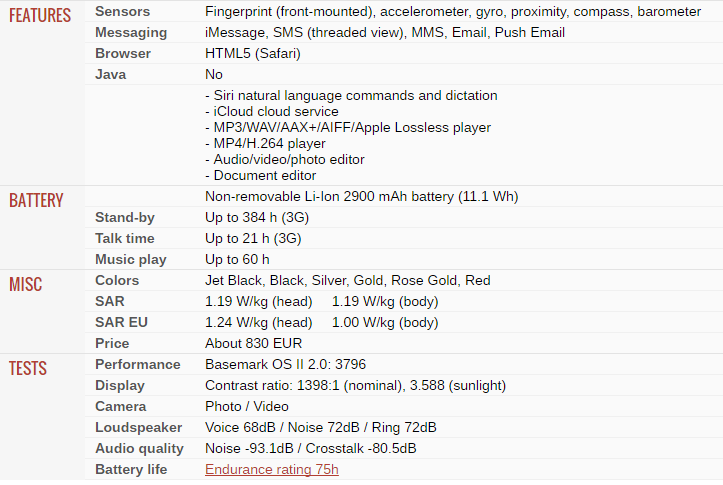 FEATURES Sensors Fingerprint (front-mounted), accelerometer, gyro, proximity, compass, barometer
Messaging iMessage, SMS (threaded view), MMS, Email, Push Email
Browser HTML5 (Safari)
Java No
- Siri natural language commands and dictation
- iCloud cloud service
- MP3/WAV/AAX+/AIFF/Apple Lossless player
- MP4/H.264 player
- Audio/video/photo editor
- Document editor
BATTERY Non-removable Li-Ion 2900 mAh battery (11.1 Wh)
Stand-by Up to 384 h (3G)
Talk time Up to 21 h (3G)
Music play Up to 60 h
MISC Colors Jet Black, Black, Silver, Gold, Rose Gold, Red
SAR 1.19 W/kg (head) 1.19 W/kg (body)
SAR EU 1.24 W/kg (head) 1.00 W/kg (body)
Price About 830 EUR
TESTS Performance Basemark OS II 2.0: 3796
Display Contrast ratio: 1398:1 (nominal), 3.588 (sunlight)
Camera Photo / Video
Loudspeaker Voice 68dB / Noise 72dB / Ring 72dB
Audio quality Noise -93.1dB / Crosstalk -80.5dB
Battery life Endurance rating 75h